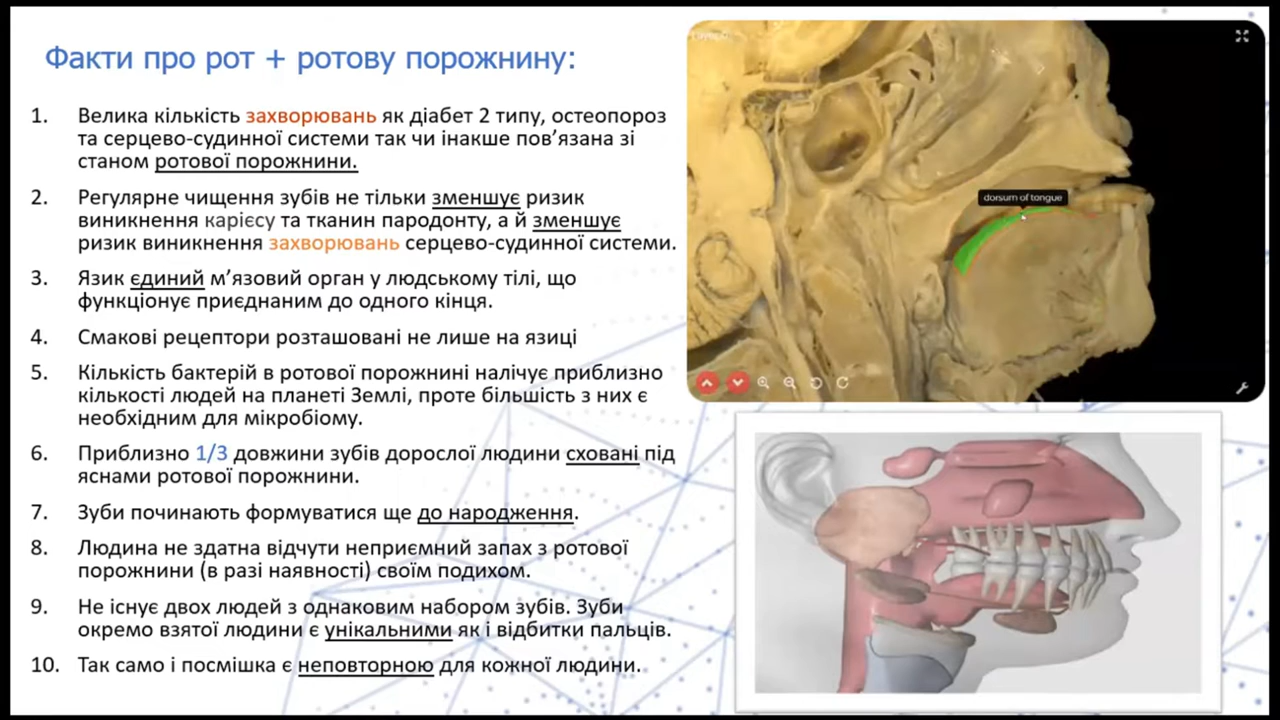 Факти про рот + ротову порожнину:
1. Велика кількість захворювань як діабет 2 типу, остеопороз
та серцево-судинної системи так чи інакше пов’язана зі
станом ротової порожнини.
2. Регулярне чищення зубів не тільки зменшує ризик
виникнення карієсу та тканин пародонту, а й зменшує
ризик виникнення захворювань серцево-судинної системи.
3. Язик єдиний м’язовий орган у людському тілі, що
функціонує приєднаним до одного кінця.
4. Смакові рецептори розташовані не лише на язиці
5. Кількість бактерій в ротової порожнині налічує приблизно
кількості людей на планеті Землі, проте більшість з них є
необхідним для мікробіому.
6. Приблизно 1/3 довжини зубів дорослої людини сховані під
яснами ротової порожнини.
7. Зуби починають формуватися ще до народження.
8. Людина не здатна відчути неприємний запах з ротової
порожнини (в разі наявності) своїм подихом.
9. Не існує двох людей з однаковим набором зубів. Зуби
окремо взятої людини є унікальними як і відбитки пальців.
10. Так само і посмішка є неповторною для кожної людини.
dorsum of tongue